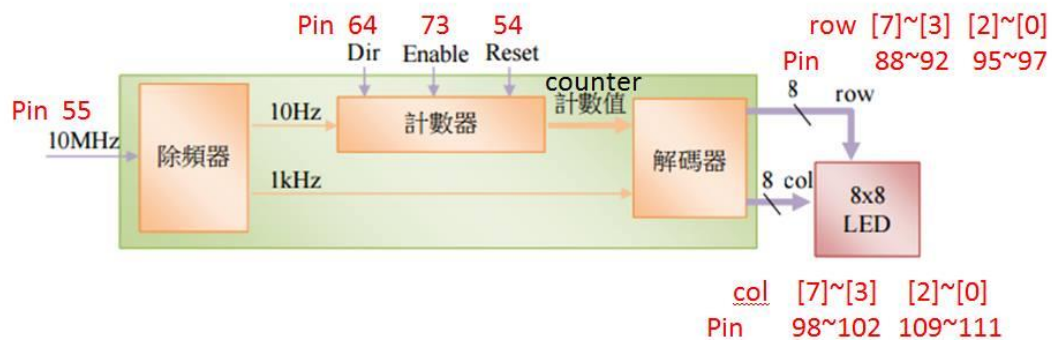 Pin 64 73 54
Dir Enable Reset
row [7]~[3] [2]~[0]
Pin 88~92 95~97
Pin 55
10MHz
除頻器
10Hz
計數器
counter
計數值
1kHz
解碼器
8 row
8 col
8x8
LED
col [7]~[3] [2]~[0]
Pin 98~102 109~111